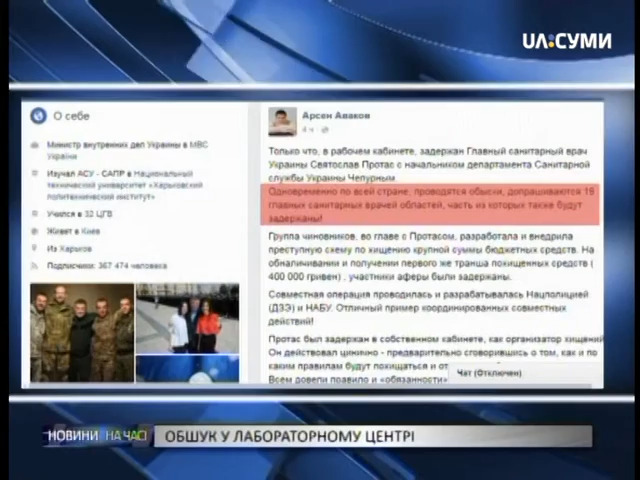 UA:СУМИ
О себе
Министр внутренних дел Украины в МВС
України
Изучал АСУ - САПР в Национальный
технический университет «Харьковский
политехнический институт»
Учился в 32 ЦГВ
Живет в Киев
Из Харьков
Подписчики: 367 474 человека
Арсен Аваков
4 ч ·
Только что, в рабочем кабинете, задержан Главный санитарный врач
Украины Святослав Протас с начальником департамента Санитарной
службы Украины Чепурным.
Одновременно по всей стране, проводятся обыски, допрашиваются 19
главных санитарных врачей областей, часть из которых также будут
задержаны!
Группа чиновников, во главе с Протасом, разработала и внедрила
преступную схему по хищению крупной суммы бюджетных средств. На
обналичивании и получении первого же транша похищенных средств (
400 000 гривен) , участники аферы были задержаны.
Совместная операция проводилась и разрабатывалась Нацполицией
(ДЗЭ) и НАБУ. Отличный пример координированных совместных
действий!
Протас был задержан в собственном кабинете, как организатор хищений
Он действовал цинично - предварительно сговорившись о том, как и по
каким правилам будут похищаться и от
Всем довели правило и «обязанности»
Чат (Отключен)
НОВИНИ НА ЧАСІ
ОБШУК У ЛАБОРАТОРНОМУ ЦЕНТРІ